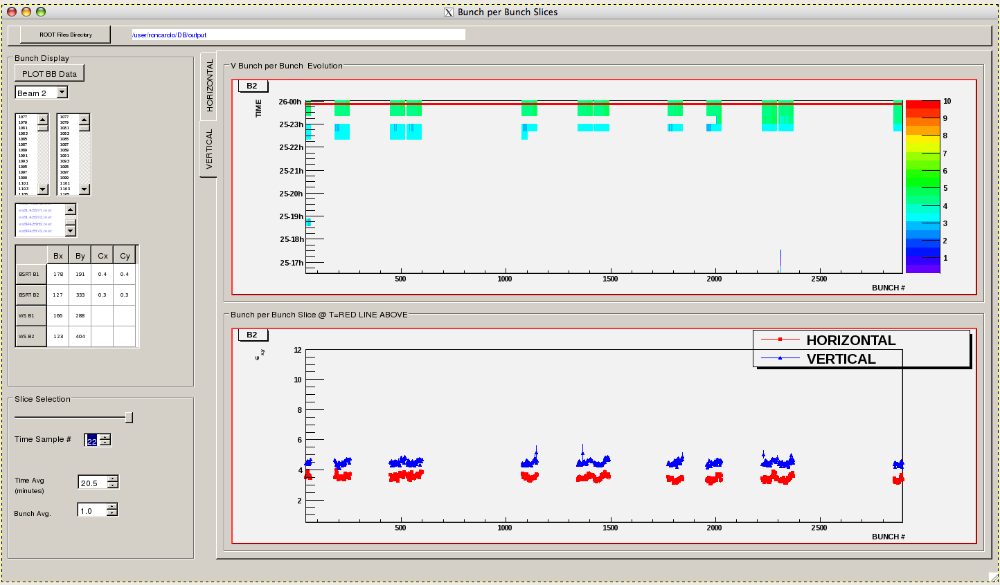 Bunch per Bunch Slices
ROOT Files Directory
/user/roncarolo/DB/output
Bunch Display
PLOT BB Data
Beam 2
1077
1079
1081
1083
1085
1087
1089
1091
1093
1095
1097
1099
1101
1103
1105
1077
1079
1081
1083
1085
1087
1089
1091
1093
1095
1097
1099
1101
1103
1105
ws5L4.B2V1.root
ws5L4.B2V2.root
ws5R4.B1H2.root
ws5R4.B1V2.root
Bx By Cx Cy
BSRT B1 178 191 0.4 0.4
BSRT B2 127 333 0.3 0.3
WS B1 166 288
WS B2 123 404
Slice Selection
Time Sample # 22
Time Avg
(minutes)
20.5
Bunch Avg. 1.0
HORIZONTAL
VERTICAL
V Bunch per Bunch Evolution
B2
TIME
26-00h
25-23h
25-22h
25-21h
25-20h
25-19h
25-18h
25-17h
500 1000 1500 2000 2500
BUNCH #
10
9
8
7
6
5
4
3
2
1
Bunch per Bunch Slice @ T=RED LINE ABOVE
B2
HORIZONTAL
VERTICAL
ϵ x,y
12
10
8
6
4
2
500 1000 1500 2000 2500
BUNCH #